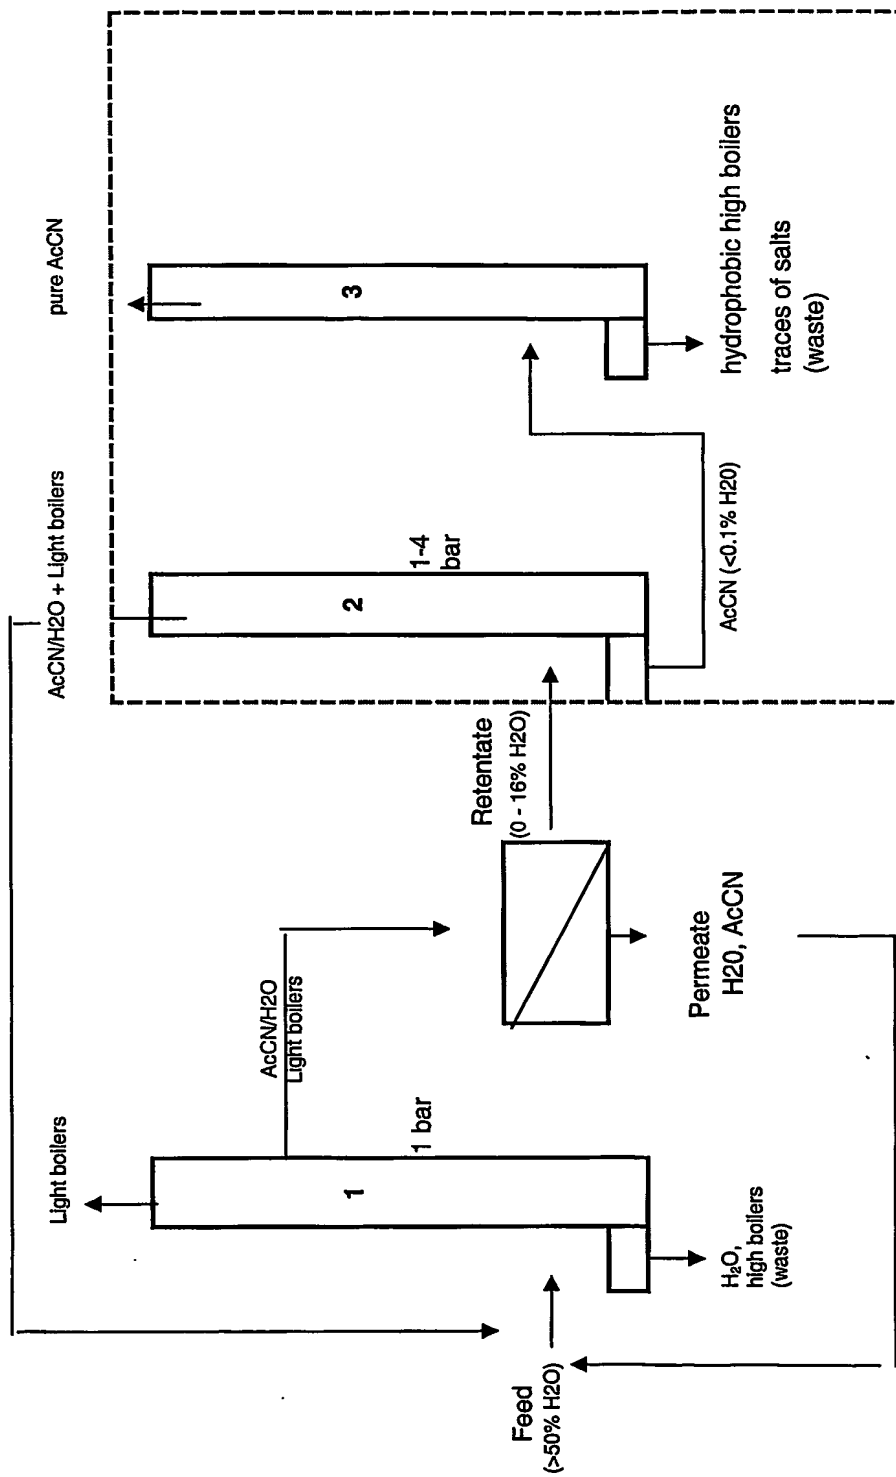 Light boilers
AcCN/H2O + Light boilers
pure AcCN
AcCN/H2O
Light boilers
1
2
3
1 bar
1-4
bar
Feed
(>50% H2O)
Retentate
(0 - 16% H2O)
H₂O,
high boilers
(waste)
Permeate
H20, AcCN
AcCN (<0.1% H20)
hydrophobic high boilers
traces of salts
(waste)